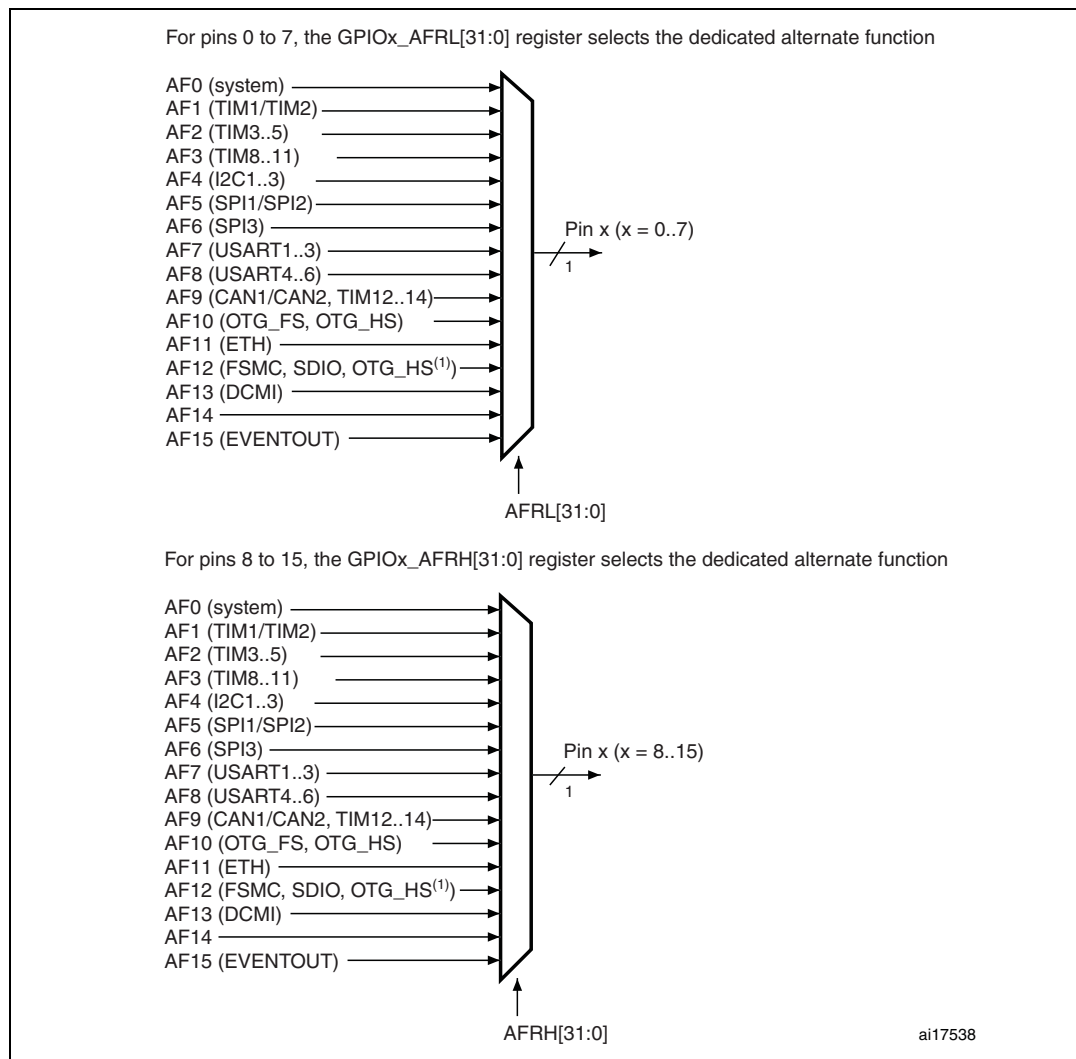 For pins 0 to 7, the GPIOx_AFRL[31:0] register selects the dedicated alternate function
AF0 (system)
AF1 (TIM1/TIM2)
AF2 (TIM3..5)
AF3 (TIM8..11)
AF4 (I2C1..3)
AF5 (SPI1/SPI2)
AF6 (SPI3)
AF7 (USART1..3)
AF8 (USART4..6)
AF9 (CAN1/CAN2, TIM12..14)
AF10 (OTG_FS, OTG_HS)
AF11 (ETH)
AF12 (FSMC, SDIO, OTG_HS(1))
AF13 (DCMI)
AF14
AF15 (EVENTOUT)
Pin x (x = 0..7)
1
AFRL[31:0]
For pins 8 to 15, the GPIOx_AFRH[31:0] register selects the dedicated alternate function
AF0 (system)
AF1 (TIM1/TIM2)
AF2 (TIM3..5)
AF3 (TIM8..11)
AF4 (I2C1..3)
AF5 (SPI1/SPI2)
AF6 (SPI3)
AF7 (USART1..3)
AF8 (USART4..6)
AF9 (CAN1/CAN2, TIM12..14)
AF10 (OTG_FS, OTG_HS)
AF11 (ETH)
AF12 (FSMC, SDIO, OTG_HS(1))
AF13 (DCMI)
AF14
AF15 (EVENTOUT)
Pin x (x = 8..15)
1
AFRH[31:0]
ai17538